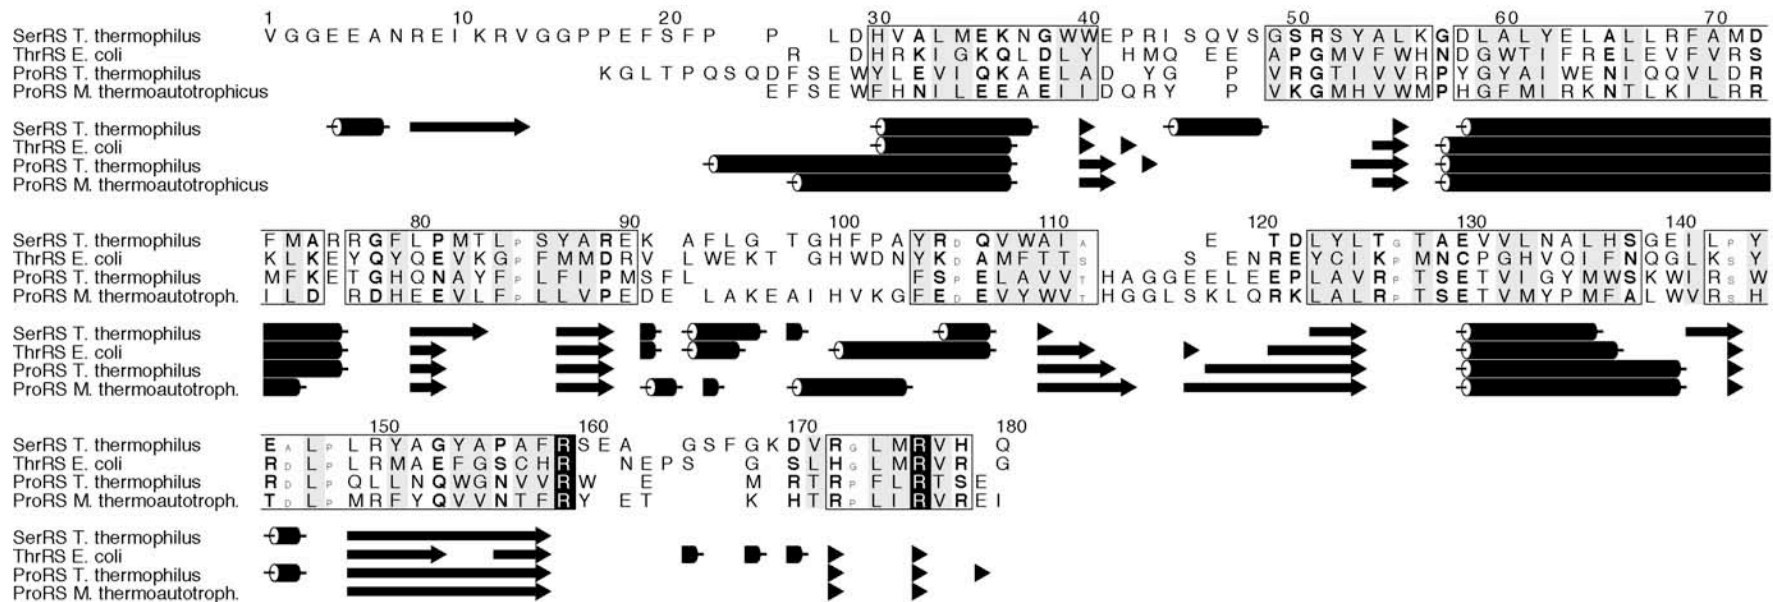 1 10 20 30 40 50 60 70
SerRS T. thermophilus V G G E E A N R E I K R V G G P P E F S F P P L D H V A L M E K N G W W E P R I S Q V S G S R S Y A L K G D L A L Y E L A L L R F A M D
ThrRS E. coli R D H R K I G K Q L D L Y H M Q E E A P G M V F W H N D G W T I F R E L E V F V R S
ProRS T. thermophilus K G L T P Q S Q D F S E W Y L E V I Q K A E L A D Y G P V R G T I V V R P Y G Y A I W E N I Q Q V L D R
ProRS M. thermoautotrophicus E F S E W F H N I L E E A E I I D Q R Y P V K G M H V W M P H G F M I R K N T L K I L R R
SerRS T. thermophilus
ThrRS E. coli
ProRS T. thermophilus
ProRS M. thermoautotrophicus
80 90 100 110 120 130 140
SerRS T. thermophilus F M A R R G F L P M T L P S Y A R E K A F L G T G H F P A Y R D Q V W A I A E T D L Y L T G T A E V V L N A L H S G E I L P Y
ThrRS E. coli K L K E Y Q Y Q E V K G P F M M D R V L W E K T G H W D N Y K D A M F T T S S E N R E Y C I K P M N C P G H V Q I F N Q G L K S Y
ProRS T. thermophilus M F K E T G H Q N A Y F P L F I P M S F L F S P E L A V V T H A G G E E L E E P L A V R P T S E T V I G Y M W S K W I R S W
ProRS M. thermoautotroph. I L D R D H E E V L F P L L V P E D E L A K E A I H V K G F E D E V Y W V T H G G L S K L Q R K L A L R P T S E T V M Y P M F A L W V R S H
SerRS T. thermophilus
ThrRS E. coli
ProRS T. thermophilus
ProRS M. thermoautotroph.
150 160 170 180
SerRS T. thermophilus E A L P L R Y A G Y A P A F R S E A G S F G K D V R G L M R V H Q
ThrRS E. coli R D L P L R M A E F G S C H R N E P S G S L H G L M R V R G
ProRS T. thermophilus R D L P Q L L N Q W G N V V R W E M R T R P F L R T S E
ProRS M. thermoautotroph. T D L P M R F Y Q V V N T F R Y E T K H T R P L I R V R E I
SerRS T. thermophilus
ThrRS E. coli
ProRS T. thermophilus
ProRS M. thermoautotroph.